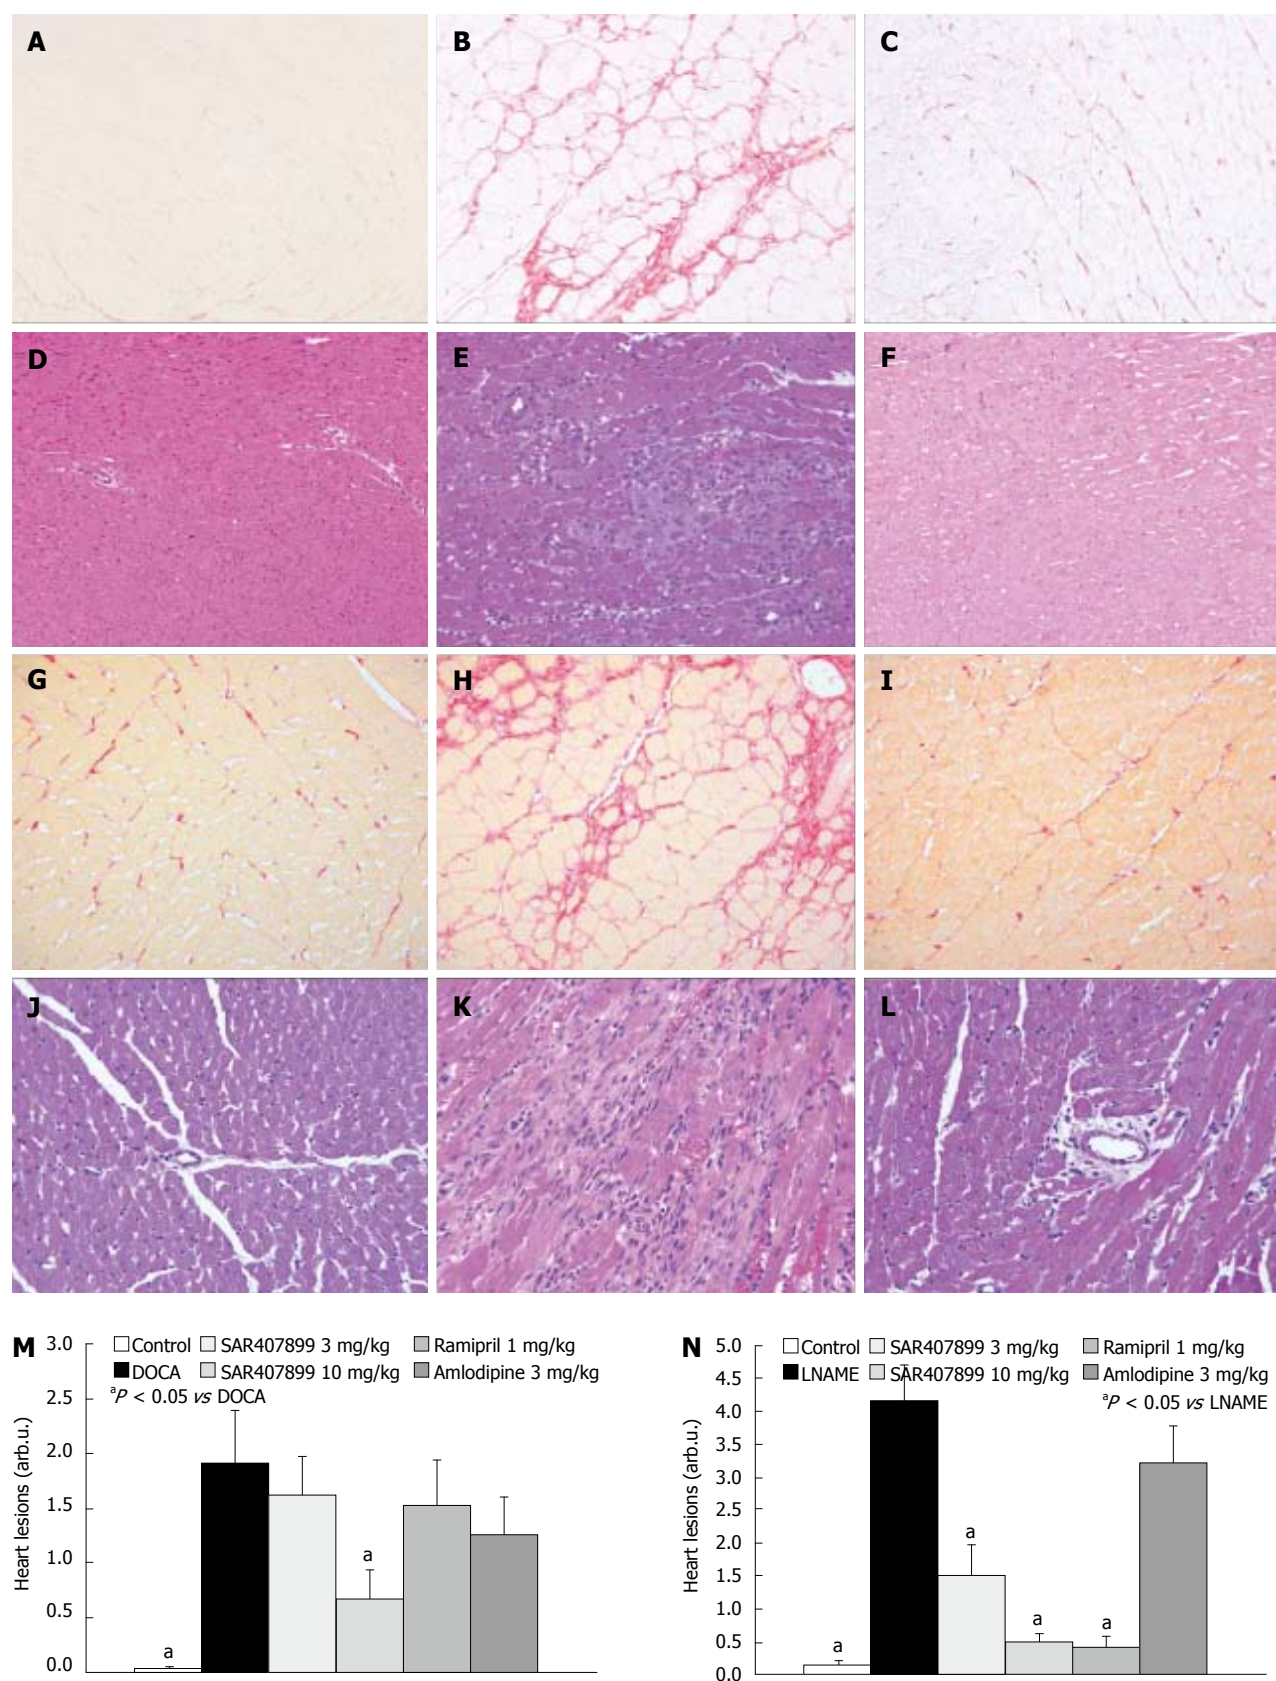 A
B
C
D
E
F
G
H
I
J
K
L
M
Control
SAR407899 3 mg/kg
Ramipril 1 mg/kg
DOCA
SAR407899 10 mg/kg
Amlodipine 3 mg/kg
aP < 0.05 vs DOCA
Heart lesions (arb.u.)
3.0
2.5
2.0
1.5
1.0
0.5
0.0
a
a
N
Control
SAR407899 3 mg/kg
Ramipril 1 mg/kg
LNAME
SAR407899 10 mg/kg
Amlodipine 3 mg/kg
aP < 0.05 vs LNAME
Heart lesions (arb.u.)
5.0
4.5
4.0
3.5
3.0
2.5
2.0
1.5
1.0
0.5
0.0
a
a
a
a